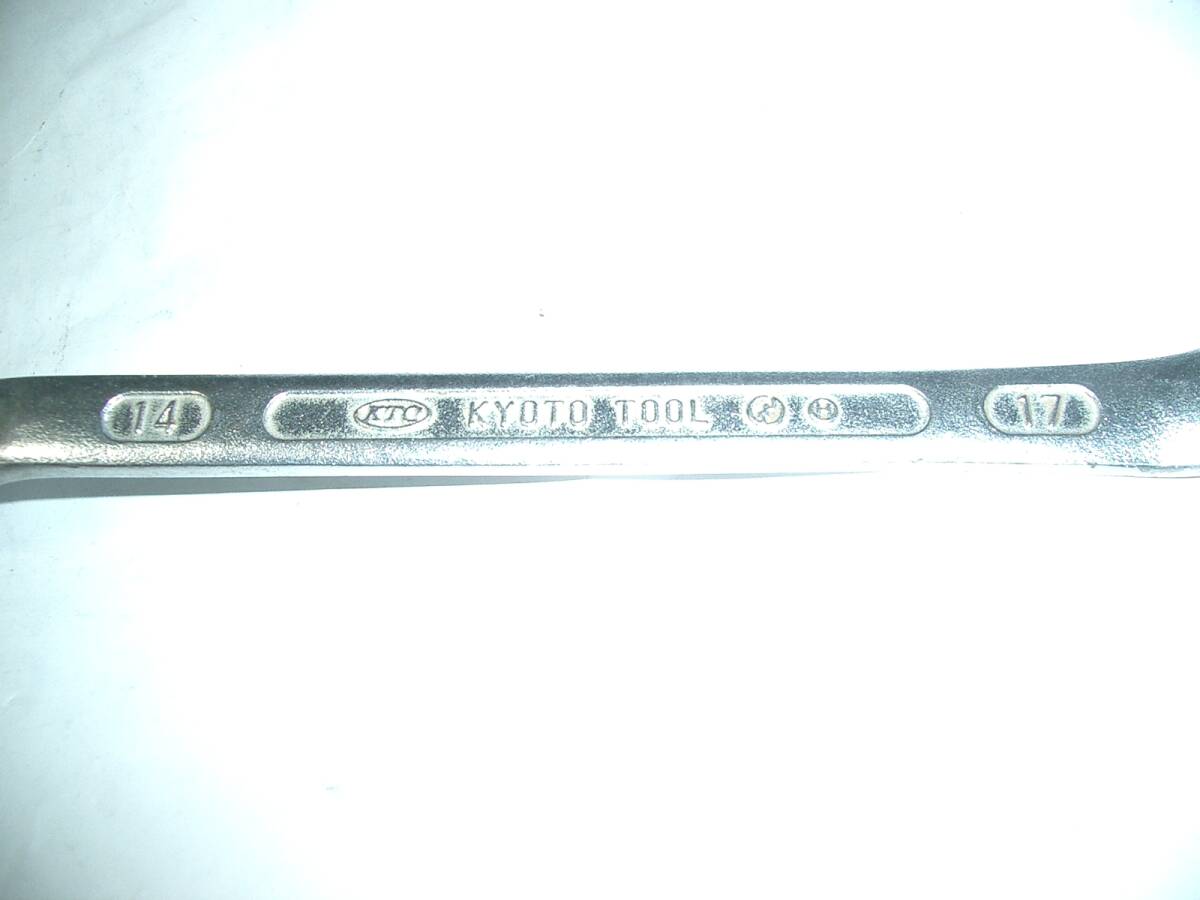 14 KTC KYOTO TOOL H 17